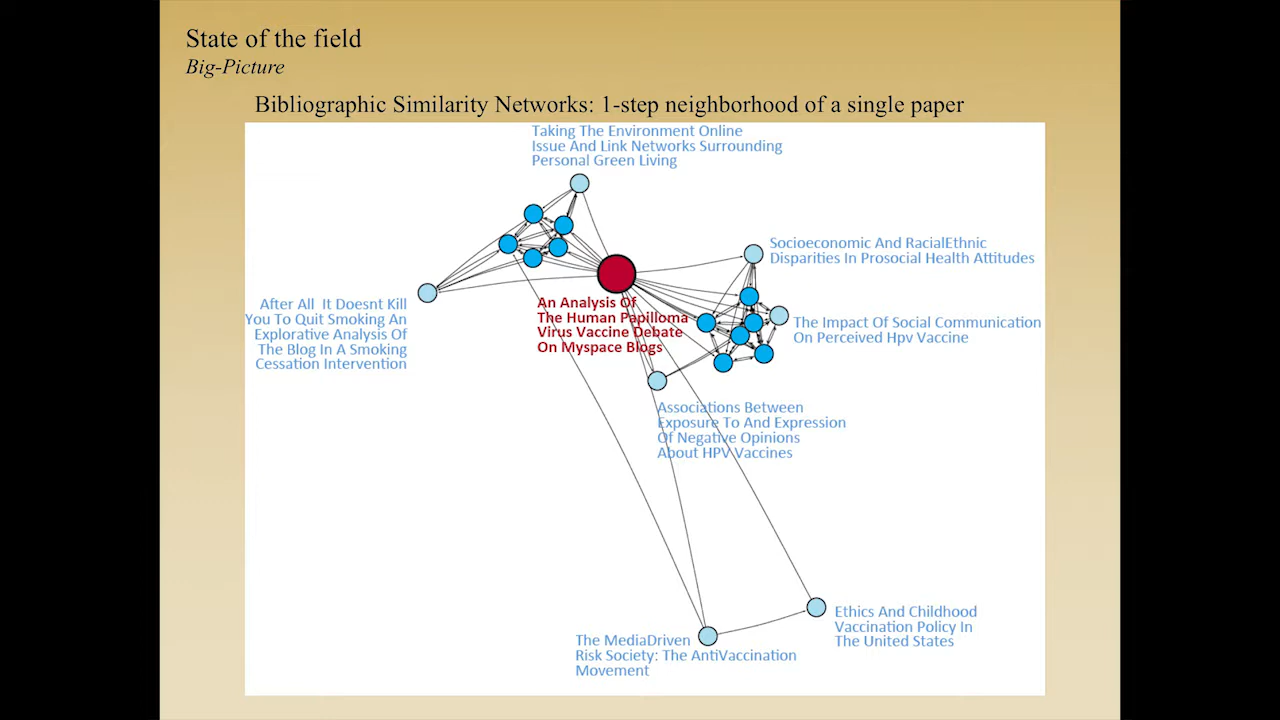 State of the field
Big-Picture
Bibliographic Similarity Networks: 1-step neighborhood of a single paper
Taking The Environment Online
Issue And Link Networks Surrounding
Personal Green Living
Socioeconomic And RacialEthnic
Disparities In Prosocial Health Attitudes
After All It Doesnt Kill
You To Quit Smoking An
Explorative Analysis Of
The Blog In A Smoking
Cessation Intervention
An Analysis Of
The Human Papilloma
Virus Vaccine Debate
On Myspace Blogs
The Impact Of Social Communication
On Perceived Hpv Vaccine
Associations Between
Exposure To And Expression
Of Negative Opinions
About HPV Vaccines
Ethics And Childhood
Vaccination Policy In
The United States
The MediaDriven
Risk Society: The AntiVaccination
Movement